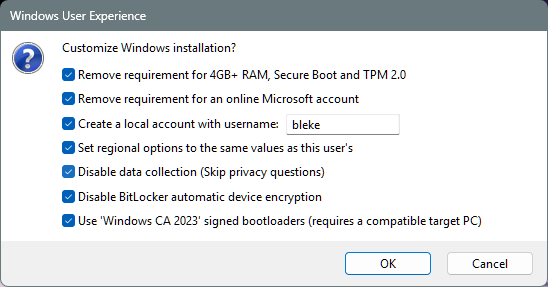 Windows User Experience
Customize Windows installation?
Remove requirement for 4GB+ RAM, Secure Boot and TPM 2.0
Remove requirement for an online Microsoft account
Create a local account with username: bleke
Set regional options to the same values as this user's
Disable data collection (Skip privacy questions)
Disable BitLocker automatic device encryption
Use 'Windows CA 2023' signed bootloaders (requires a compatible target PC)
OK Cancel